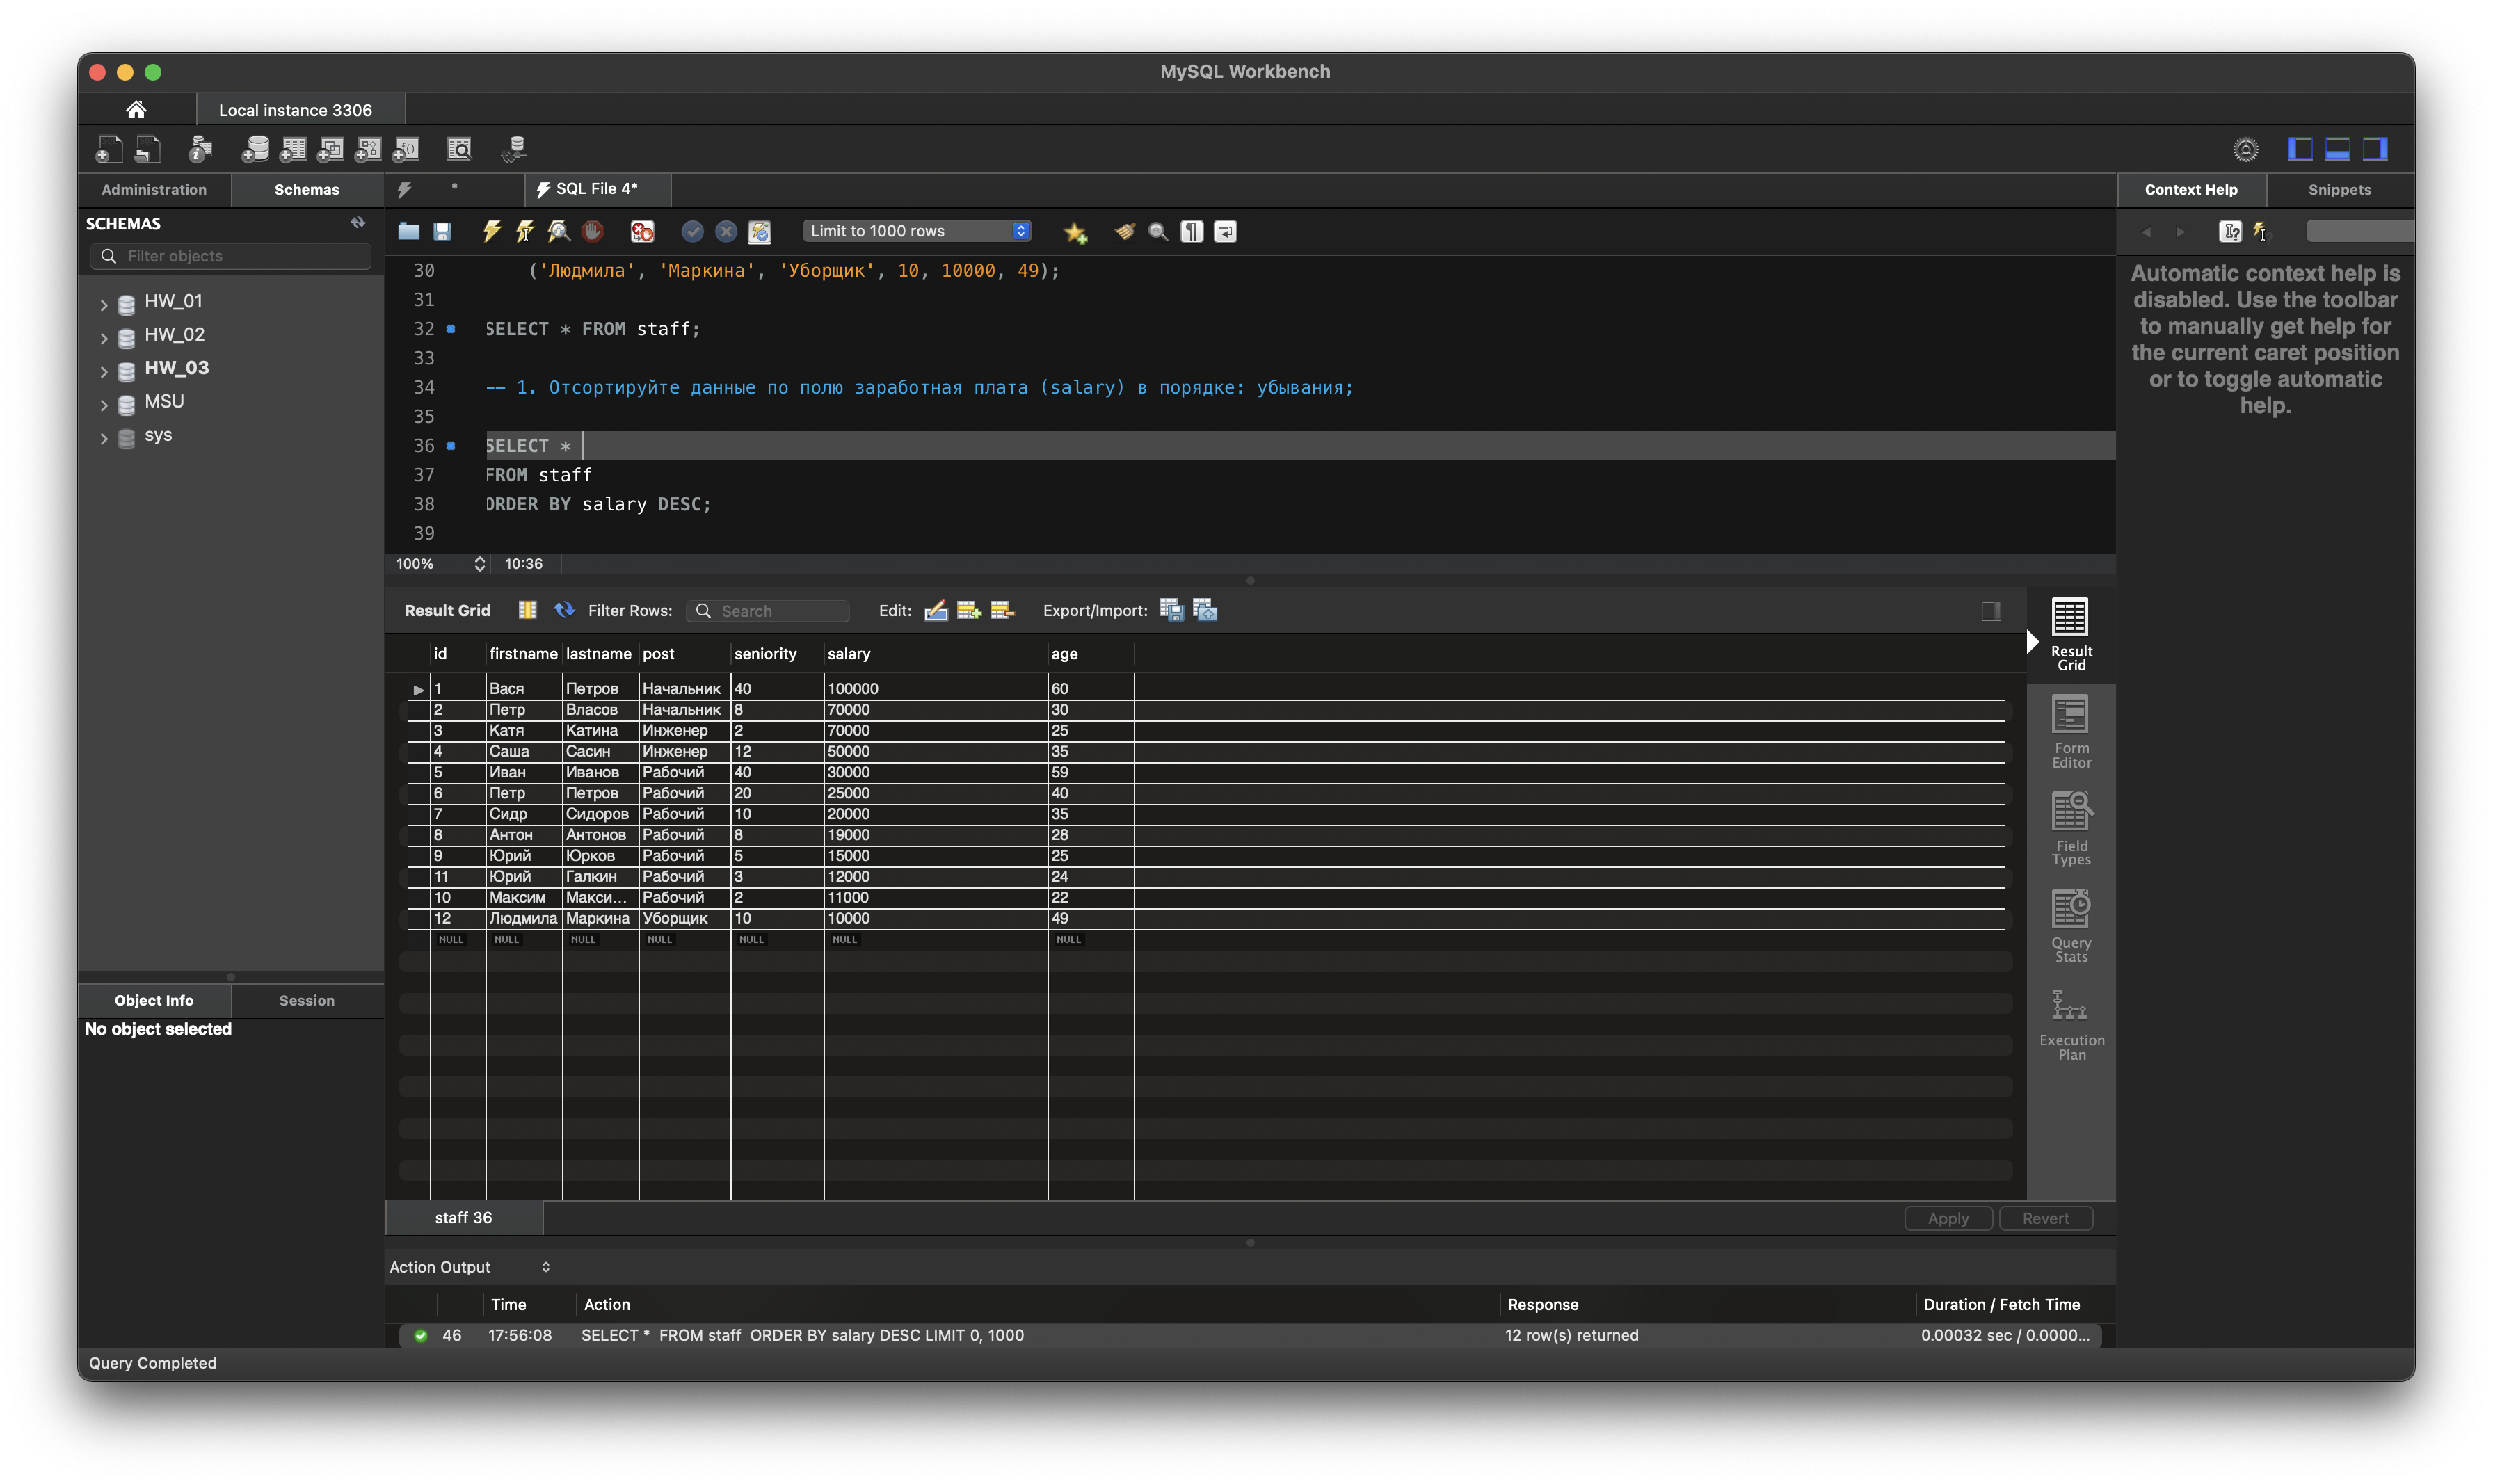 MySQL Workbench
Local instance 3306
Administration Schemas * SQL File 4* Context Help Snippets
SCHEMAS
Filter objects
HW_01
HW_02
HW_03
MSU
sys
Object Info Session
No object selected
Limit to 1000 rows
30 ('Людмила', 'Маркина', 'Уборщик', 10, 10000, 49);
31
32 SELECT * FROM staff;
33
34 -- 1. Отсортируйте данные по полю заработная плата (salary) в порядке: убывания;
35
36 SELECT *
37 FROM staff
38 ORDER BY salary DESC;
39
100% 10:36
Automatic context help is
disabled. Use the toolbar
to manually get help for
the current caret position
or to toggle automatic
help.
Result Grid Filter Rows: Search Edit: Export/Import:
id firstname lastname post seniority salary age
1 Вася Петров Начальник 40 100000 60
2 Петр Власов Начальник 8 70000 30
3 Катя Катина Инженер 2 70000 25
4 Саша Сасин Инженер 12 50000 35
5 Иван Иванов Рабочий 40 30000 59
6 Петр Петров Рабочий 20 25000 40
7 Сидр Сидоров Рабочий 10 20000 35
8 Антон Антонов Рабочий 8 19000 28
9 Юрий Юрков Рабочий 5 15000 25
11 Юрий Галкин Рабочий 3 12000 24
10 Максим Макси... Рабочий 2 11000 22
12 Людмила Маркина Уборщик 10 10000 49
NULL NULL NULL NULL NULL NULL NULL
Result
Grid
Form
Editor
Field
Types
Query
Stats
Execution
Plan
staff 36 Apply Revert
Action Output
Time Action Response Duration / Fetch Time
46 17:56:08 SELECT * FROM staff ORDER BY salary DESC LIMIT 0, 1000 12 row(s) returned 0.00032 sec / 0.0000...
Query Completed